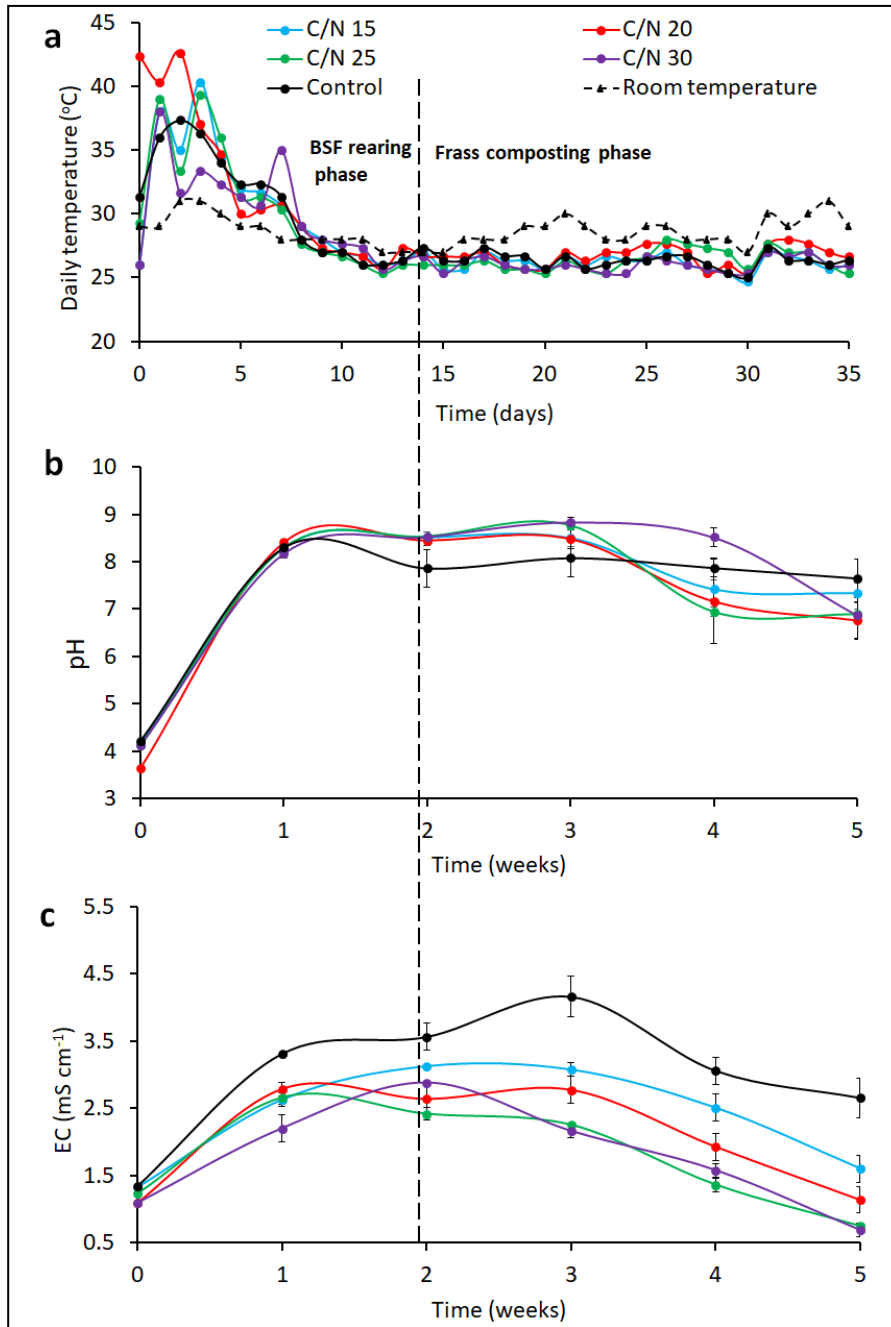 a
C/N 15
C/N 20
C/N 25
C/N 30
Control
Room temperature
BSF rearing
phase
Frass composting phase
Daily temperature (°C)
45
40
35
30
25
20
0 5 10 15 20 25 30 35
Time (days)
b
pH
10
9
8
7
6
5
4
3
0 1 2 3 4 5
Time (weeks)
c
EC (mS cm⁻¹)
5.5
4.5
3.5
2.5
1.5
0.5
0 1 2 3 4 5
Time (weeks)